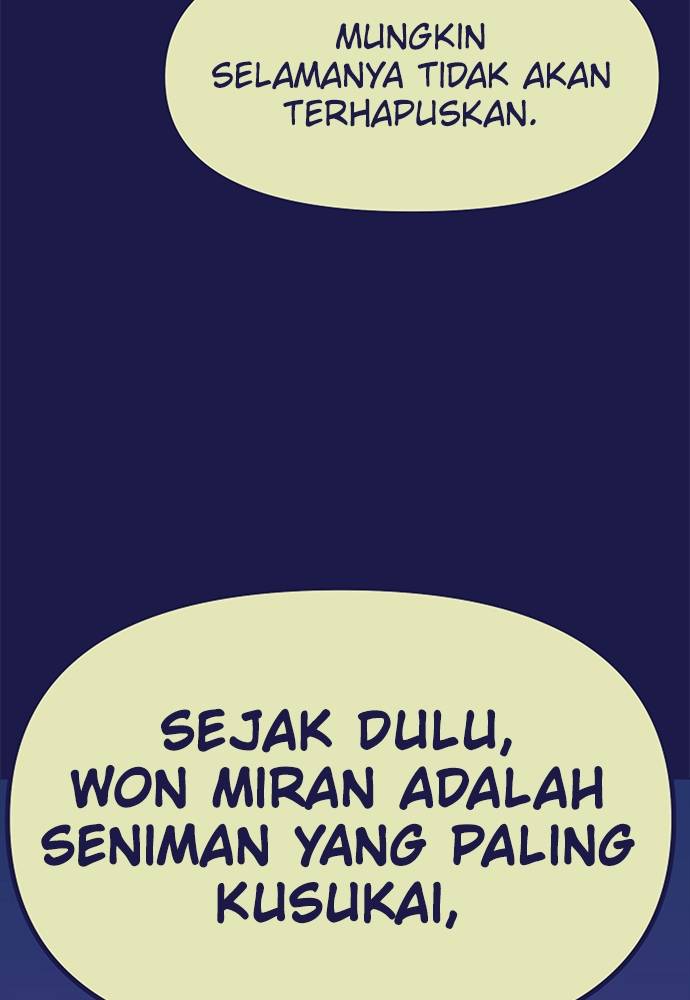 MUNGKIN
SELAMANYA TIDAK AKAN
TERHAPUSKAN.
SEJAK DULU,
WON MIRAN ADALAH
SENIMAN YANG PALING
KUSUKAI,